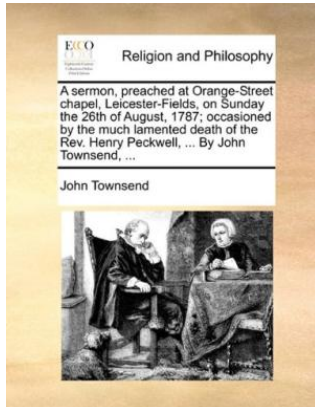 ECCO
Religion and Philosophy
A sermon, preached at Orange-Street
chapel, Leicester-Fields, on Sunday
the 26th of August, 1787; occasioned
by the much lamented death of the
Rev. Henry Peckwell, ... By John
Townsend, ...
John Townsend